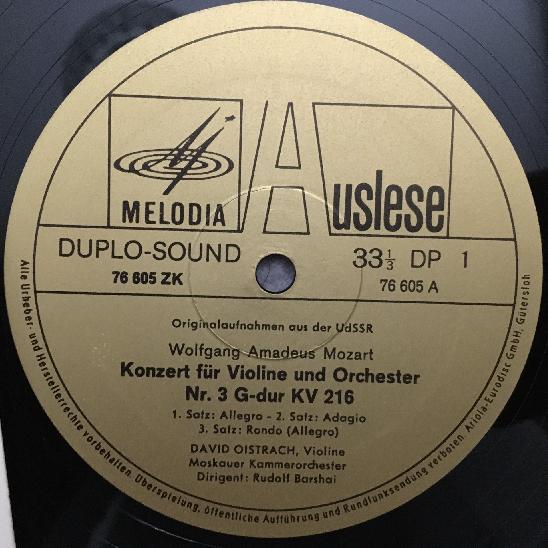 MELODIA
Auslese
DUPLO-SOUND
33⅓ DP 1
76 605 ZK
76 605 A
Originalaufnahmen aus der UdSSR
Wolfgang Amadeus Mozart
Konzert für Violine und Orchester
Nr. 3 G-dur KV 216
1. Satz: Allegro - 2. Satz: Adagio
3. Satz: Rondo (Allegro)
DAVID OISTRACH, Violine
Moskauer Kammerorchester
Dirigent: Rudolf Barshai
Alle Urheber- und Herstellerrechte vorbehalten. Überspielung, öffentliche Aufführung und Rundfunksendung verboten. Ariola-Eurodisc GmbH, Gütersloh